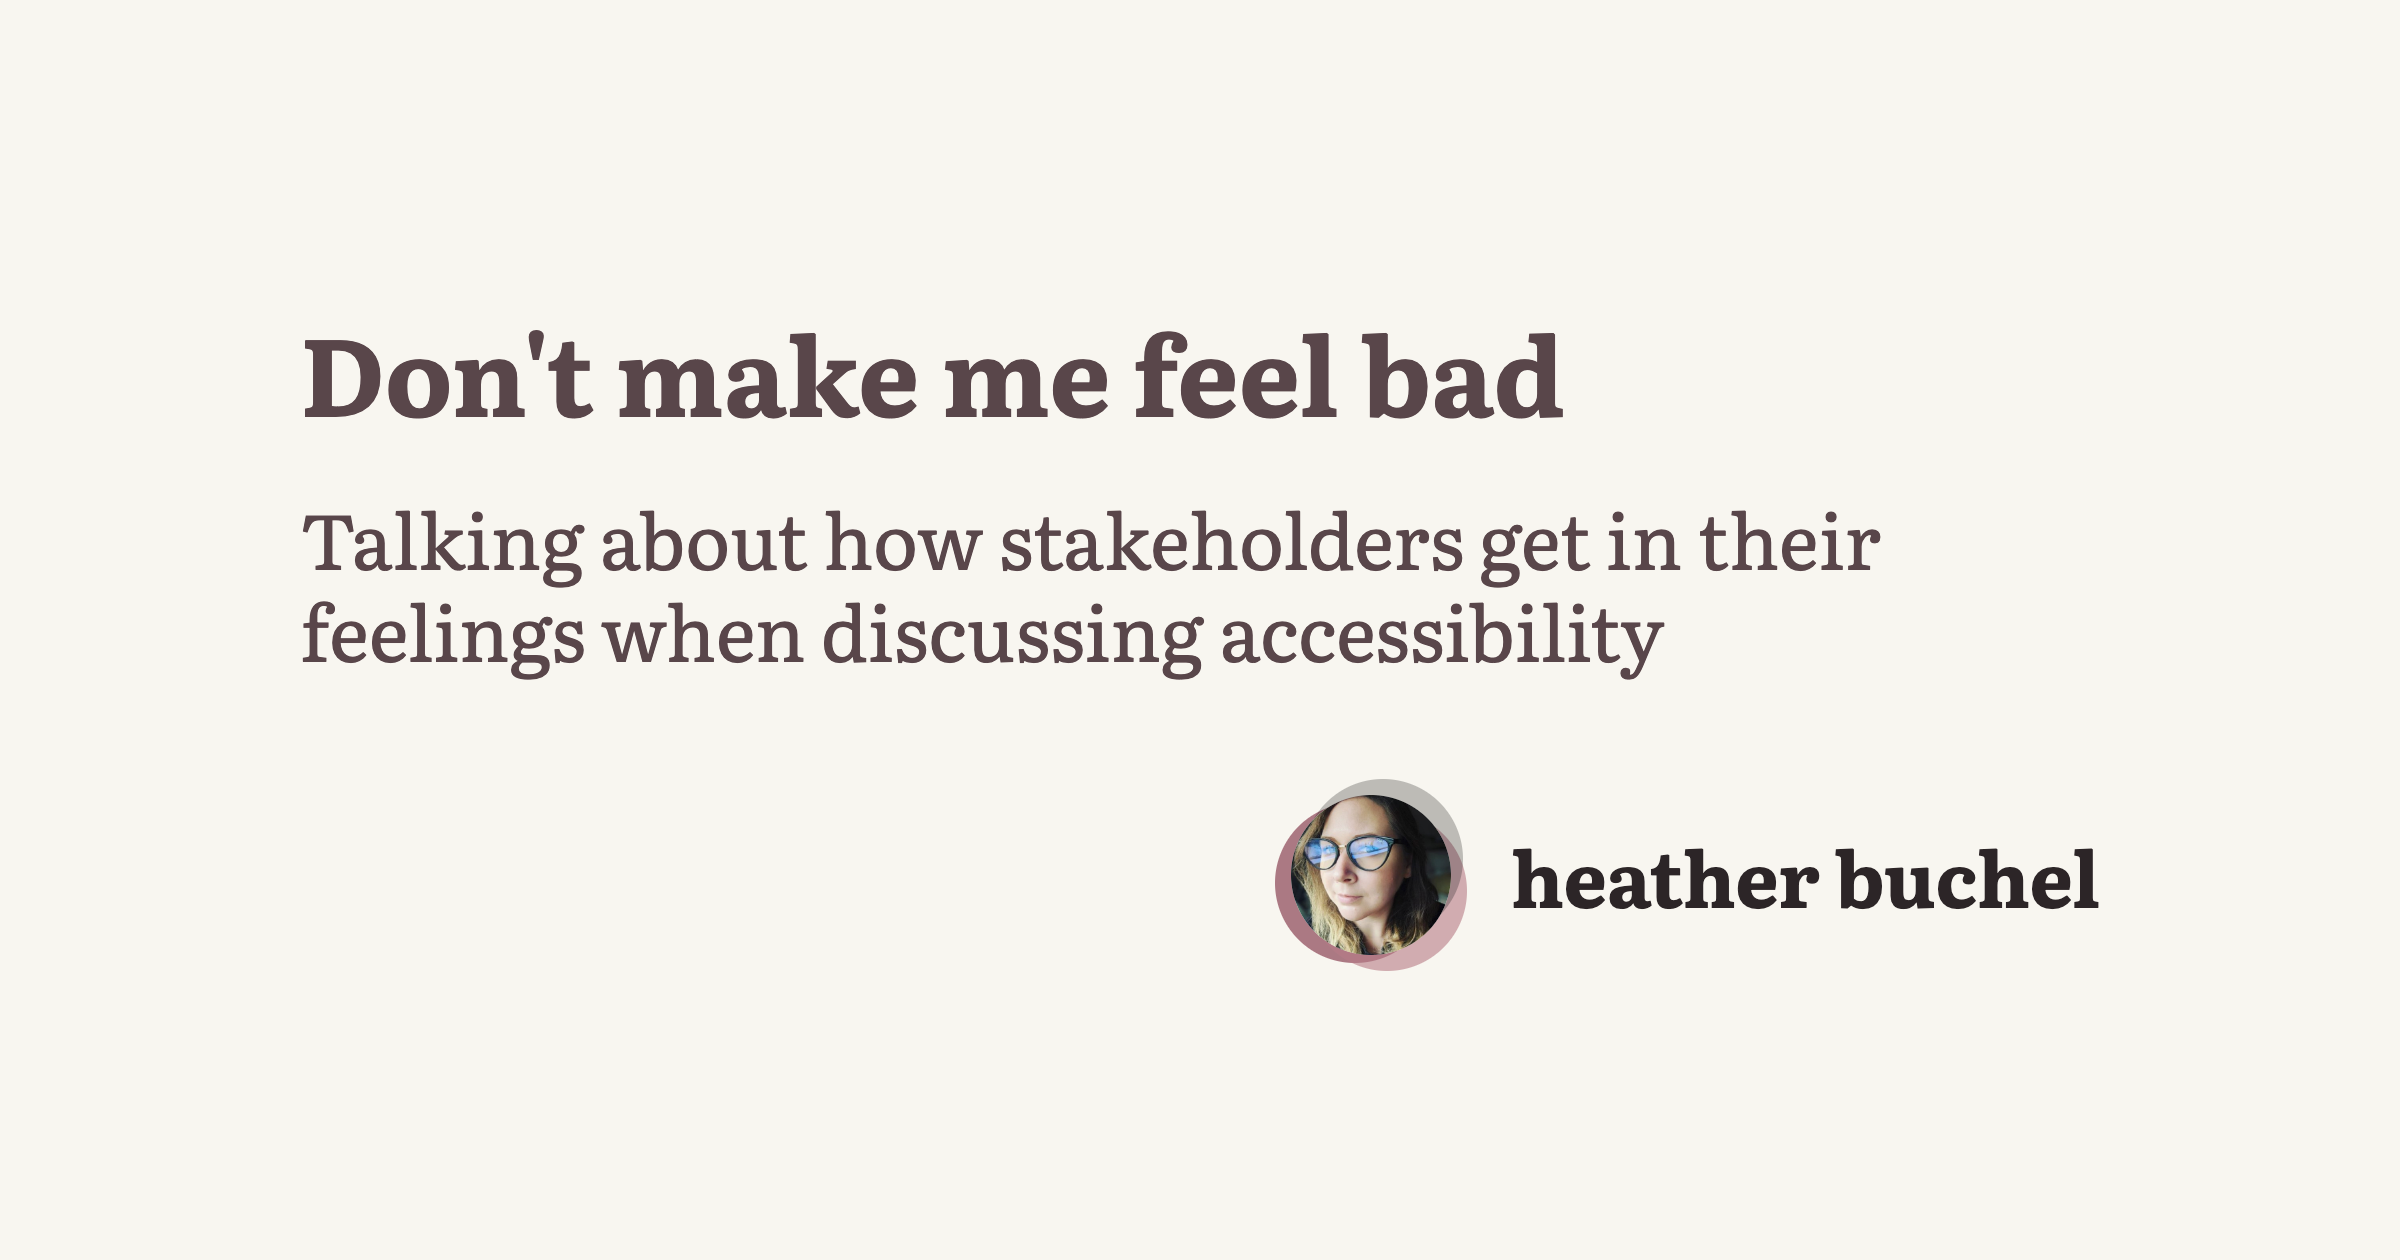 Don't make me feel bad
Talking about how stakeholders get in their
feelings when discussing accessibility
heather buchel